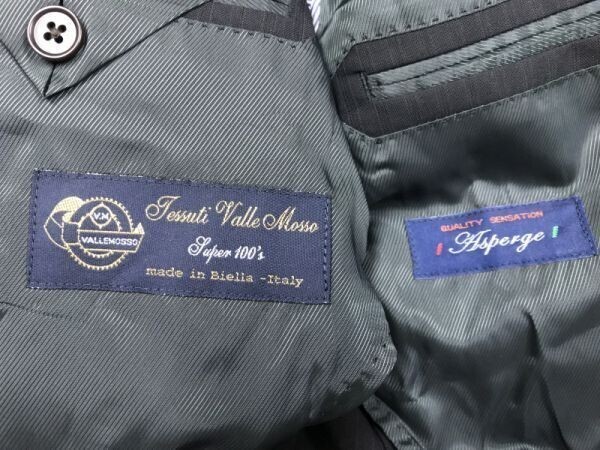 V.M
VALLEMOSSO
Tessuti Valle Mosso
Super 100's
made in Biella - Italy
QUALITY SENSATION
Asperge